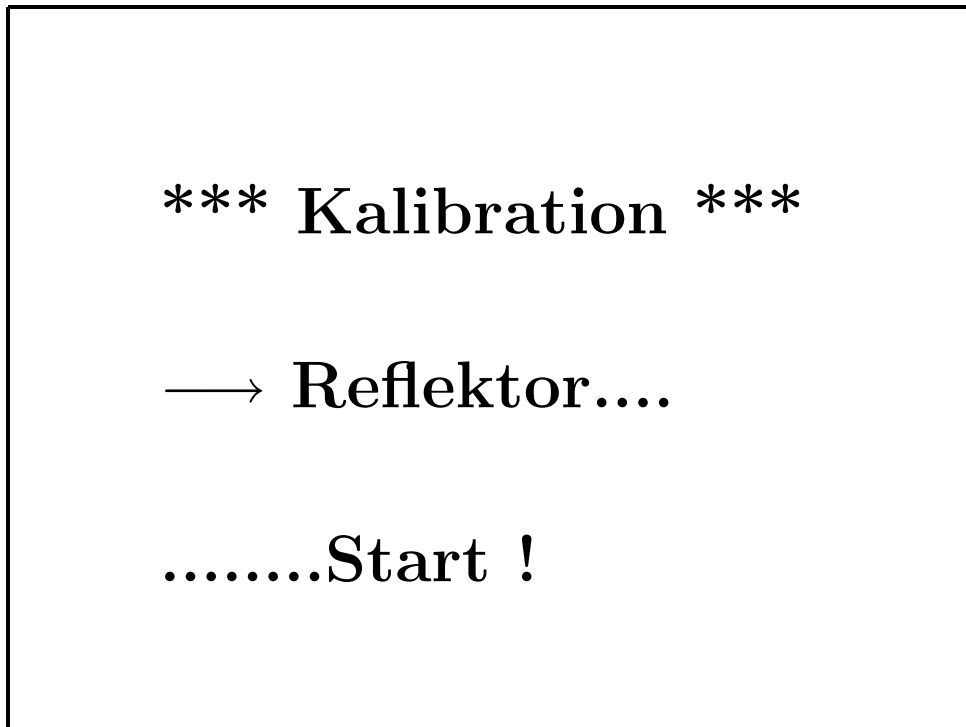 *** Kalibration ***
⟶ Reflektor....
........Start !